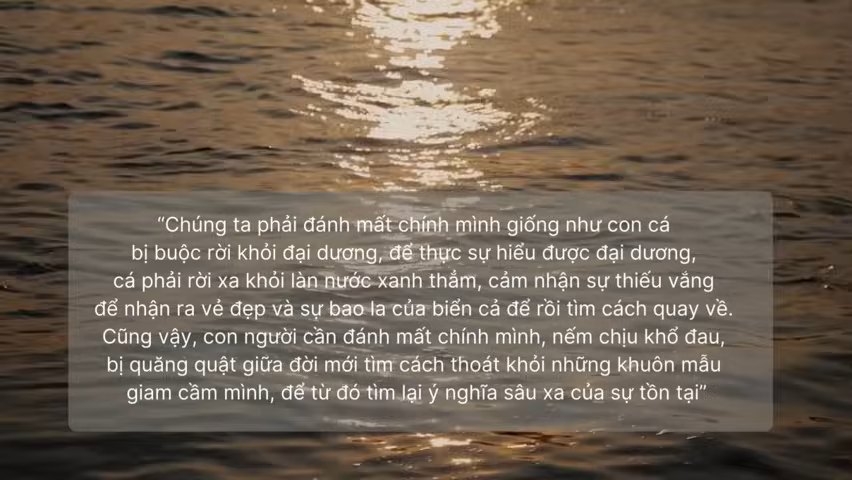 “Chúng ta phải đánh mất chính mình giống như con cá
bị buộc rời khỏi đại dương, để thực sự hiểu được đại dương,
cá phải rời xa khỏi làn nước xanh thẳm, cảm nhận sự thiếu vắng
để nhận ra vẻ đẹp và sự bao la của biển cả để rồi tìm cách quay về.
Cũng vậy, con người cần đánh mất chính mình, nếm chịu khổ đau,
bị quăng quật giữa đời mới tìm cách thoát khỏi những khuôn mẫu
giam cầm mình, để từ đó tìm lại ý nghĩa sâu xa của sự tồn tại”